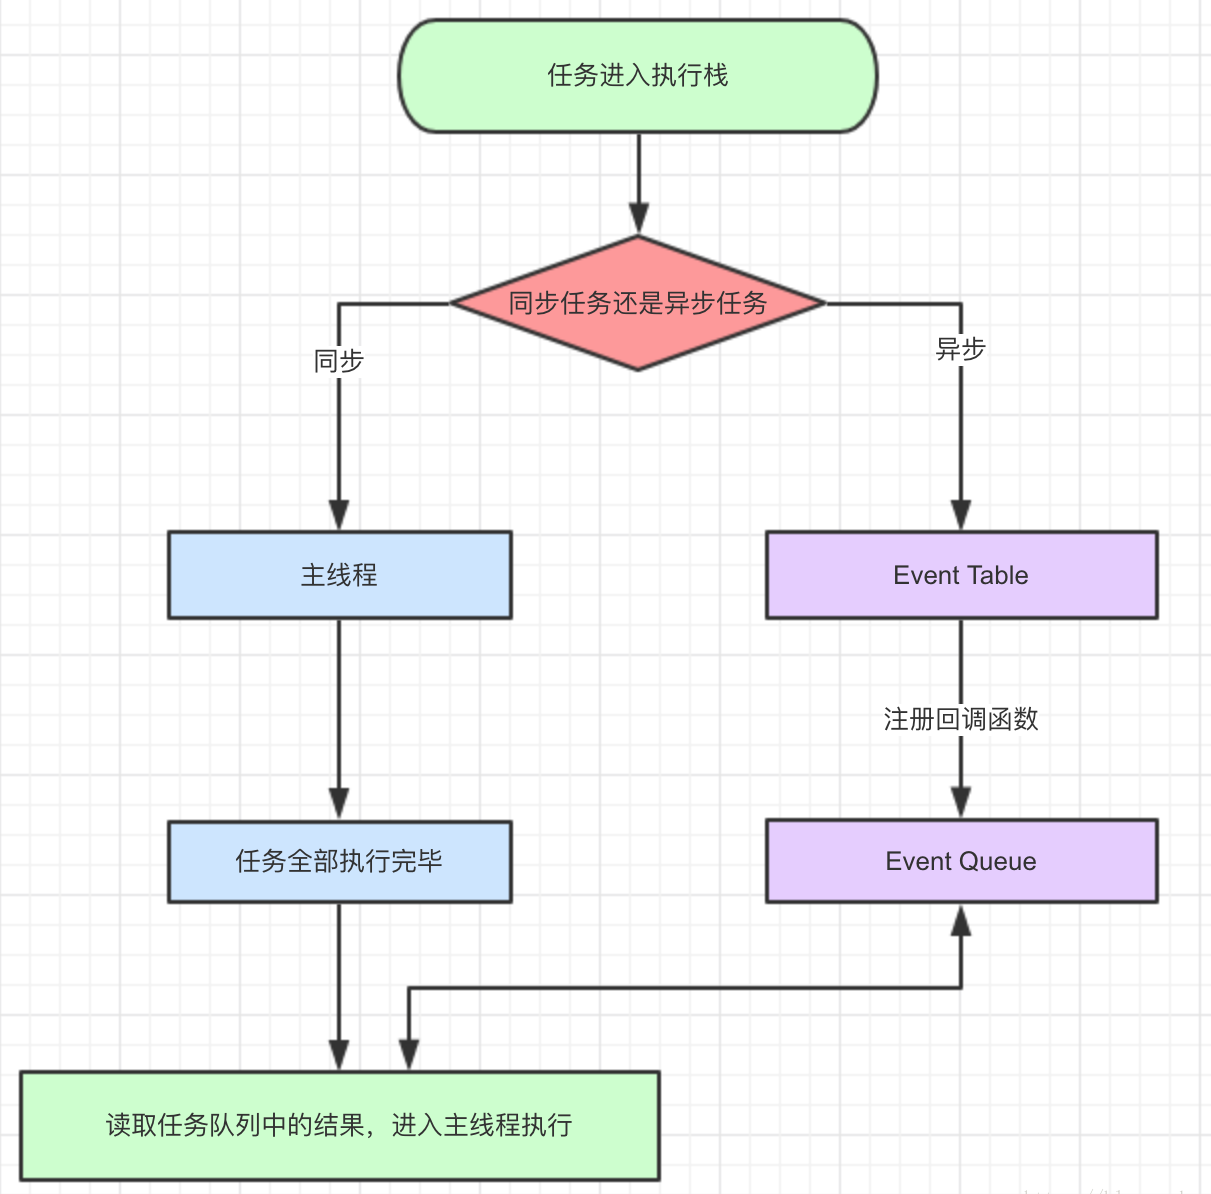 任务进入执行栈
同步任务还是异步任务
同步
异步
主线程
Event Table
注册回调函数
任务全部执行完毕
Event Queue
读取任务队列中的结果，进入主线程执行